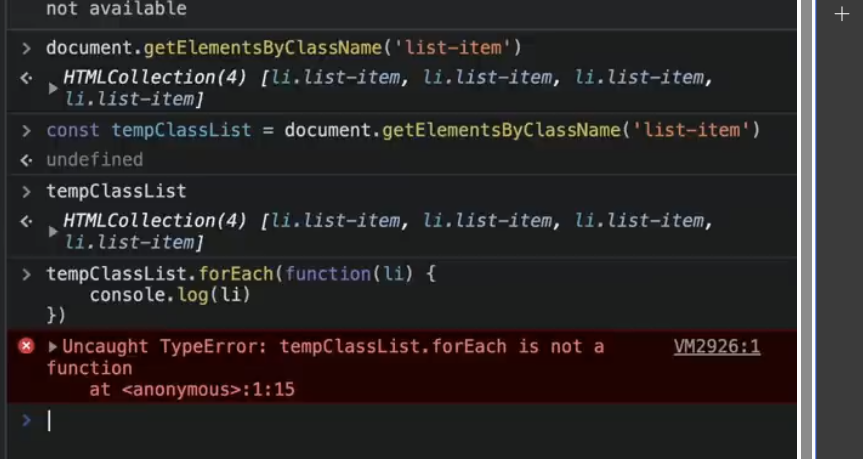 not available
> document.getElementsByClassName('list-item')
<· ▸ HTMLCollection(4) [li.list-item, li.list-item, li.list-item,
li.list-item]
> const tempClassList = document.getElementsByClassName('list-item')
<· undefined
> tempClassList
<· ▸ HTMLCollection(4) [li.list-item, li.list-item, li.list-item,
li.list-item]
> tempClassList.forEach(function(li) {
console.log(li)
})
▸ Uncaught TypeError: tempClassList.forEach is not a VM2926:1
function
at <anonymous>:1:15
>